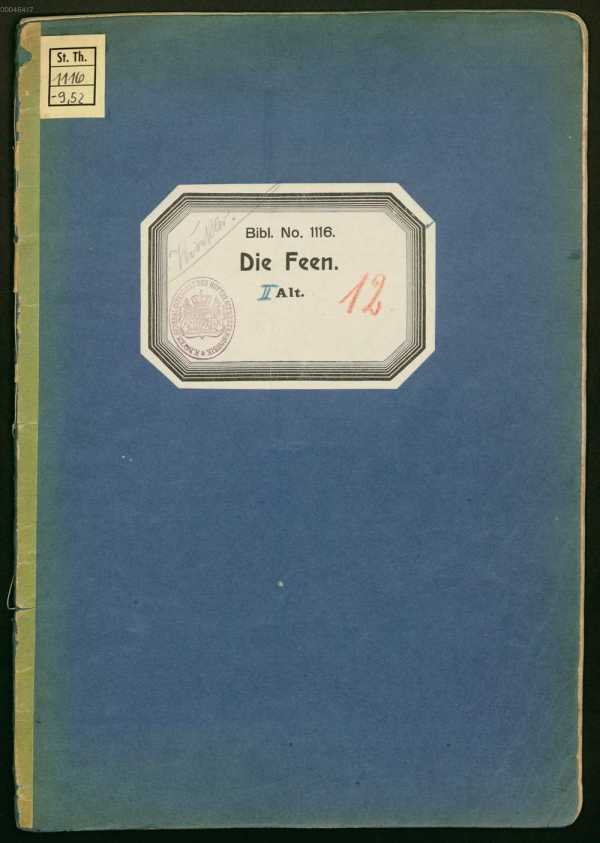 00046417
St. Th.
1116
-9,52
Bibl. No. 1116.
Die Feen.
II Alt.
12